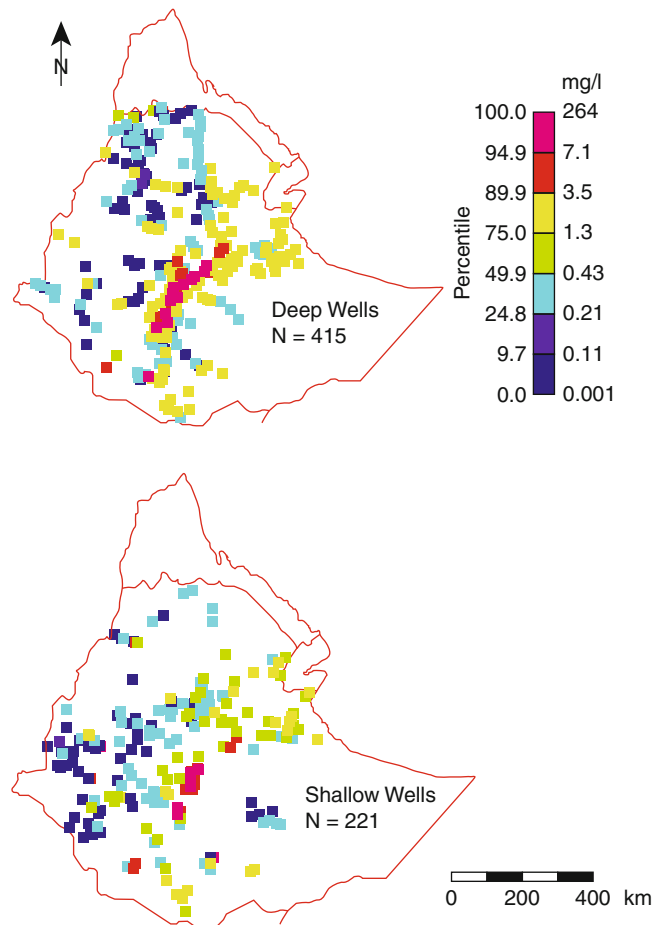 N
mg/l
Percentile
100.0 264
94.9 7.1
89.9 3.5
75.0 1.3
49.9 0.43
24.8 0.21
9.7 0.11
0.0 0.001
Deep Wells
N = 415
Shallow Wells
N = 221
0 200 400 km